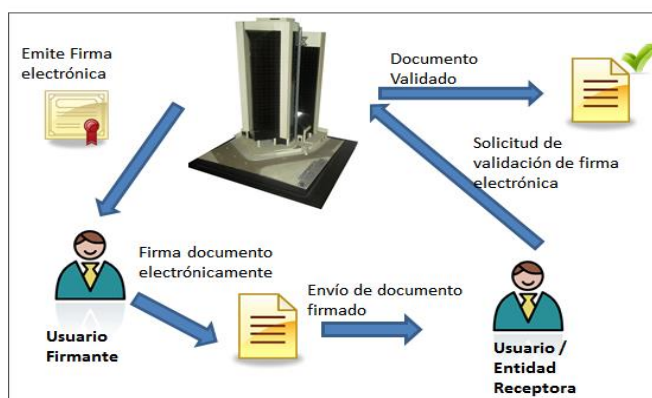 Emite Firma
electrónica
Documento
Validado
Solicitud de
validación de firma
electrónica
Firma documento
electrónicamente
Envío de documento
firmado
Usuario
Firmante
Usuario /
Entidad
Receptora